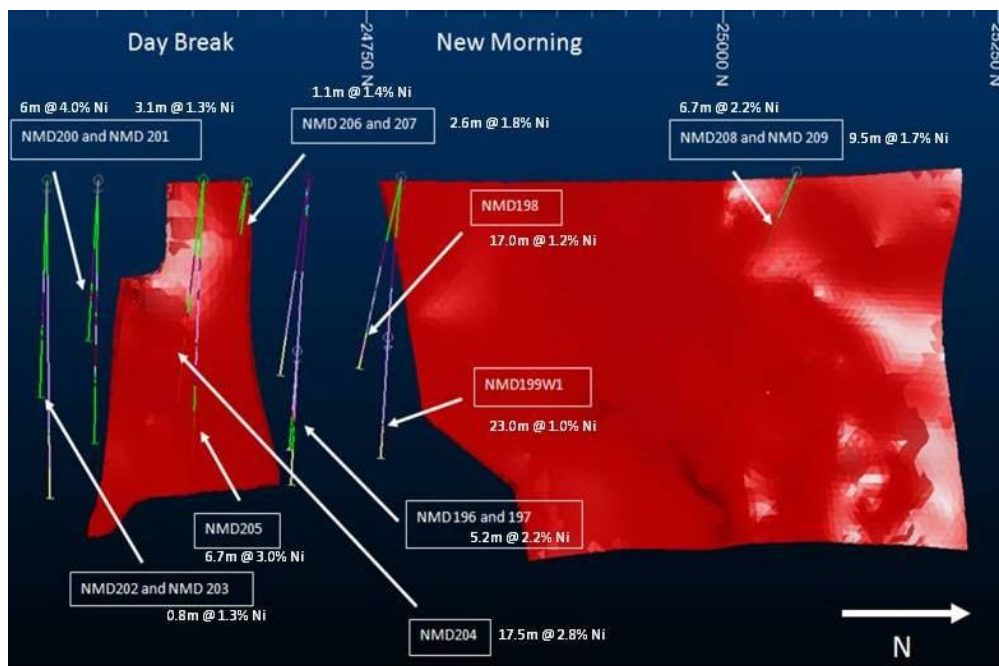 Day Break
24750 N
New Morning
25000 N
25250 N
6m @ 4.0% Ni
3.1m @ 1.3% Ni
1.1m @ 1.4% Ni
6.7m @ 2.2% Ni
NMD200 and NMD 201
NMD206 and 207
2.6m @ 1.8% Ni
NMD208 and NMD 209
9.5m @ 1.7% Ni
NMD198
17.0m @ 1.2% Ni
NMD199W1
23.0m @ 1.0% Ni
NMD196 and 197
5.2m @ 2.2% Ni
NMD205
6.7m @ 3.0% Ni
NMD202 and NMD 203
0.8m @ 1.3% Ni
NMD204
17.5m @ 2.8% Ni
N